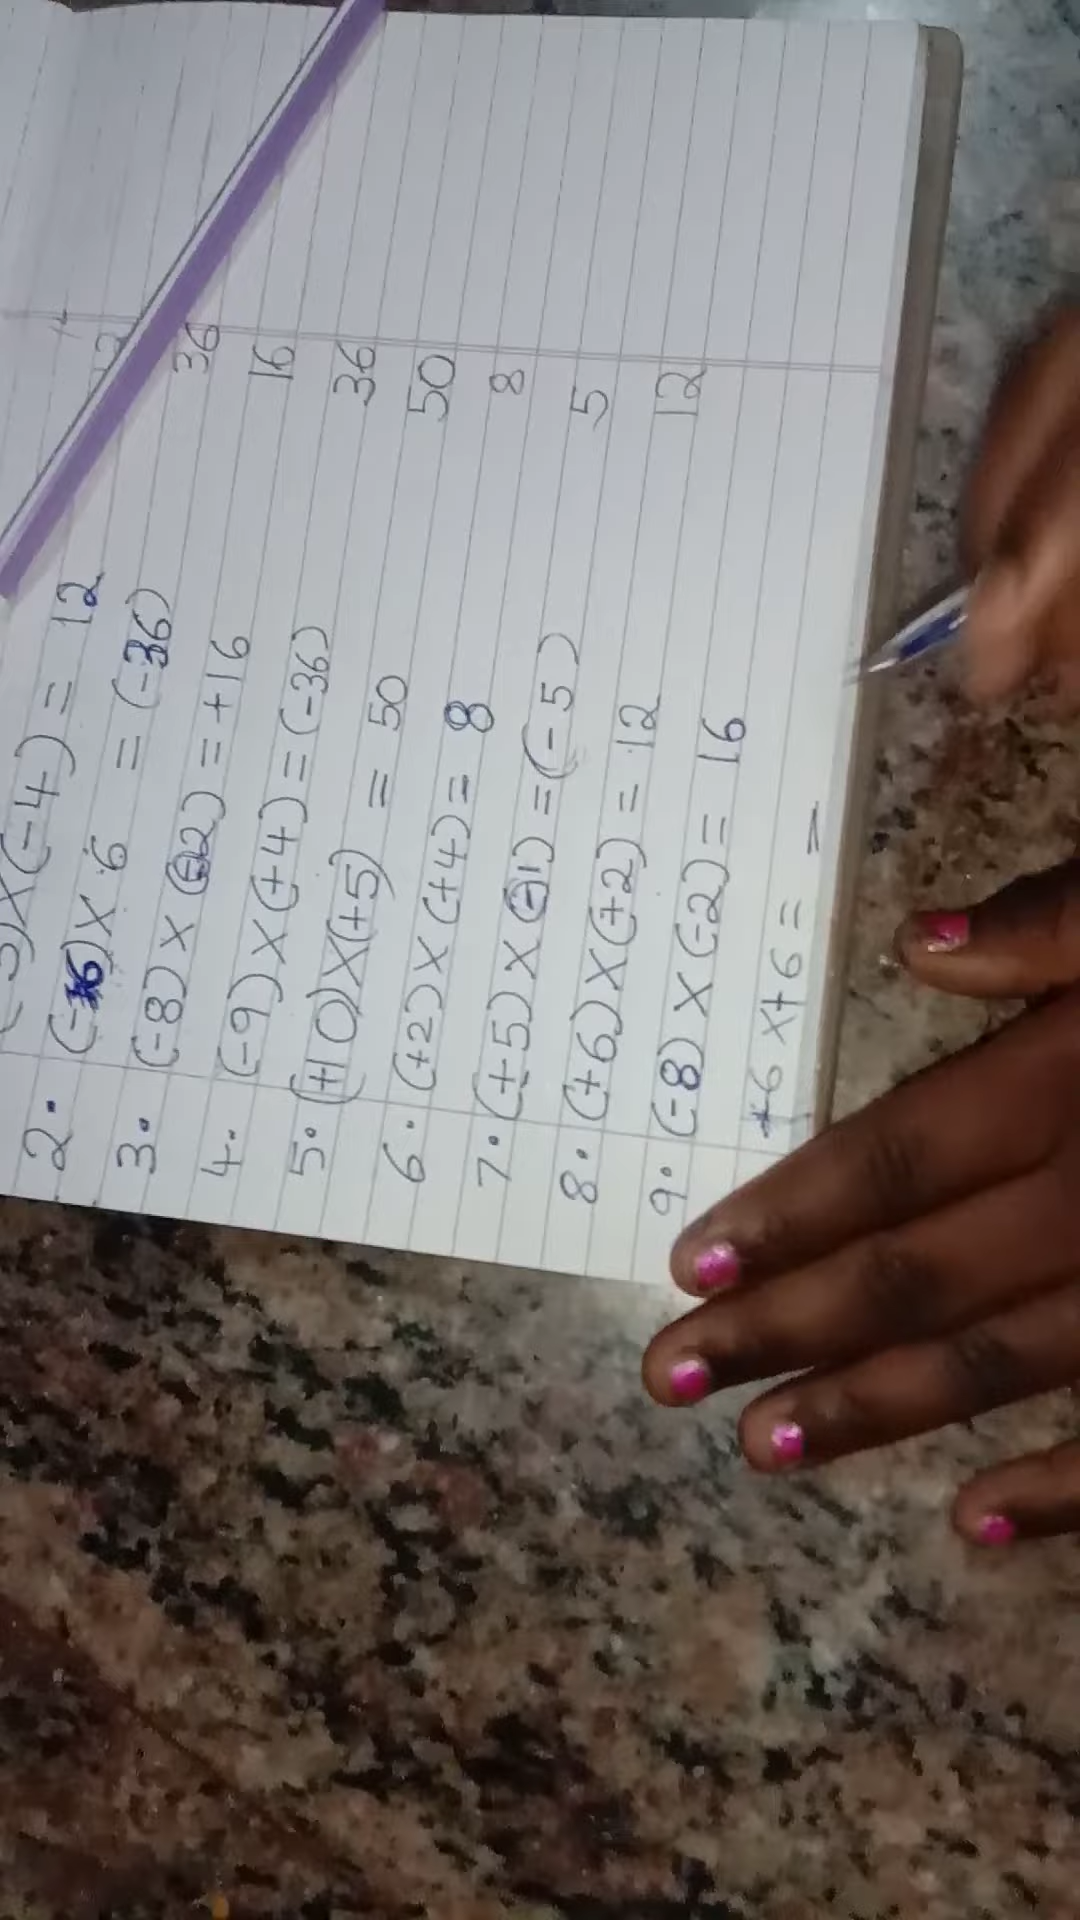 (-3)×(-4) = 12
2. (-6)× 6 = (-36)
3. (-8) × (-2) = +16 36
4. (-9)×(+4) = (-36) 16
5. (+10)×(+5) = 50 36
6. (+2)×(+4) = 8 50
7. (+5)×(-1) = (-5) 8
8. (+6)×(+2) = 12 5
9. (-8)×(-2) = 16 12
+6 x+6 = =